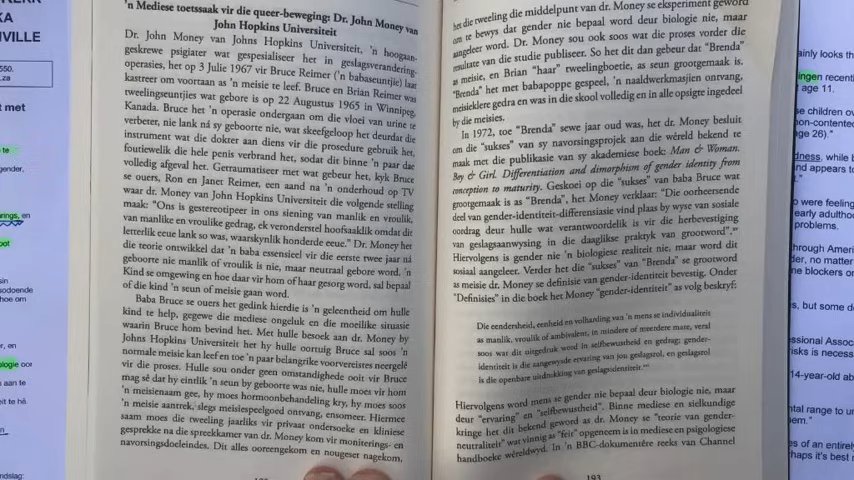 'n Mediese toetssaak vir die queer-beweging: Dr. John Money van
John Hopkins Universiteit
Dr. John Money van Johns Hopkins Universiteit, 'n hoogaan-
geskrewe psigiater wat gespesialiseer het in geslagsverandering-
operasies, het op 3 Julie 1967 vir Bruce Reimer ('n babaseuntjie) laat
kastreer om voortaan as 'n meisie te leef. Bruce en Brian Reimer was
tweelingseuntjies wat gebore is op 22 Augustus 1965 in Winnipeg,
Kanada. Bruce het 'n operasie ondergaan om die vloei van urine te
verbeter, nie lank ná sy geboorte nie, wat skeefgeloop het deurdat die
instrument wat die dokter aan diens vir die prosedure gebruik het,
foutiewelik die hele penis verbrand het, sodat dit binne 'n paar dae
volledig afgeval het. Getraumatiseer met wat gebeur het, kyk Bruce
se ouers, Ron en Janet Reimer, een aand na 'n onderhoud op TV
waar dr. Money van Johns Hopkins Universiteit die volgende stelling
maak: "Ons is gestereotipeer in ons siening van manlik en vroulik,
van manlike en vroulike gedrag, ek veronderstel hoofsaaklik omdat dit
letterlik eeue lank so was, waarskynlik honderde eeue." Dr. Money het
die teorie ontwikkel dat 'n baba essensieel vir die eerste twee jaar ná
geboorte nie manlik of vroulik is nie, maar neutraal gebore word. 'n
Kind se omgewing en hoe daar vir hom of haar gesorg word, sal bepaal
of die kind 'n seun of meisie gaan word.
Baba Bruce se ouers het gedink hierdie is 'n geleentheid om hulle
kind te help, gegewe die mediese ongeluk en die moeilike situasie
waarin Bruce hom bevind het. Met hulle besoek aan dr. Money by
Johns Hopkins Universiteit het hy hulle oortuig Bruce sal soos 'n
normale meisie kan leef en toe 'n paar belangrike voorvereistes neergelê
vir die proses. Hulle sou onder geen omstandighede ooit vir Bruce
mag sê dat hy eintlik 'n seun by geboorte was nie, hulle moes vir hom
'n meisienaam gee, hy moes hormoonbehandeling kry, hy moes soos
'n meisie aantrek, slegs meisiespeelgoed ontvang, ensomeer. Hiermee
saam moes die tweeling jaarliks vir privaat ondersoeke en kliniese
gesprekke na die spreekkamer van dr. Money kom vir moniterings- en
navorsingsdoeleindes. Dit alles ooreengekom en nougeset nagekom,
het die tweeling die middelpunt van dr. Money se eksperiment geword
om te bewys dat gender nie bepaal word deur biologie nie, maar
aangeleer word. Dr. Money sou ook soos wat die proses vorder die
resultate van die studie publiseer. So het dit dan gebeur dat "Brenda"
as meisie, en Brian "haar" tweelingboetie, as seun grootgemaak is.
"Brenda" het met babapoppe gespeel, 'n naaldwerkmasjien ontvang,
meisieklere gedra en was in die skool volledig en in alle opsigte ingedeel
by die meisies.
In 1972, toe "Brenda" sewe jaar oud was, het dr. Money besluit
om die "sukses" van sy navorsingsprojek aan die wêreld bekend te
maak met die publikasie van sy akademiese boek: Man & Woman.
Boy & Girl. Differentiation and dimorphism of gender identity from
conception to maturity. Geskoei op die "sukses" van baba Bruce wat
grootgemaak is as "Brenda", het Money verklaar: "Die oorheersende
deel van gender-identiteit-differensiasie vind plaas by wyse van sosiale
oordrag deur hulle wat verantwoordelik is vir die herbevestiging
van geslagsaanwysing in die daaglikse praktyk van grootword".
Hiervolgens is gender nie 'n biologiese realiteit nie, maar word dit
sosiaal aangeleer. Verder het die "sukses" van "Brenda" se grootword
as meisie dr. Money se definisie van gender-identiteit bevestig. Onder
"Definisies" in die boek het Money "gender-identiteit" as volg beskryf:
Die eendersheid, eenheid en volharding van 'n mens se individualiteit
as manlik, vroulik of ambivalent, in mindere of meerdere mate, veral
soos wat dit uitgedruk word in selfbewustheid en gedrag; gender-
identiteit is die aangewysde ervaring van jou geslagsrol, en geslagsrol
is die openbare uitdrukking van geslagsidentiteit.
Hiervolgens word mens se gender nie bepaal deur biologie nie, maar
deur "ervaring" en "selfbewustheid". Binne mediese en sielkundige
kringe het dit bekend geword as dr. Money se "teorie van gender-
neutraliteit" wat vinnig as "feit" opgeneem is in mediese en psigologiese
handboeke wêreldwyd. In 'n BBC-dokumentêre reeks van Channel
193